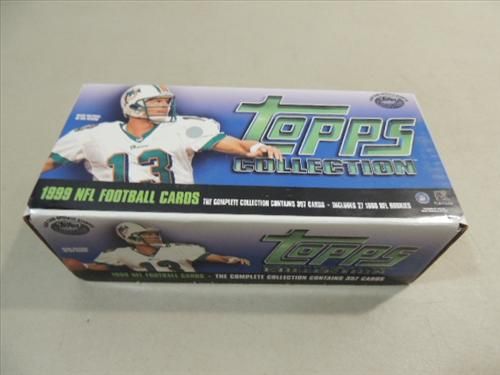 topps
COLLECTION
13
1999 NFL FOOTBALL CARDS THE COMPLETE COLLECTION CONTAINS 357 CARDS - INCLUDES 27 1999 NFL ROOKIES
topps
COLLECTION
13
1999 NFL FOOTBALL CARDS - THE COMPLETE COLLECTION CONTAINS 357 CARDS